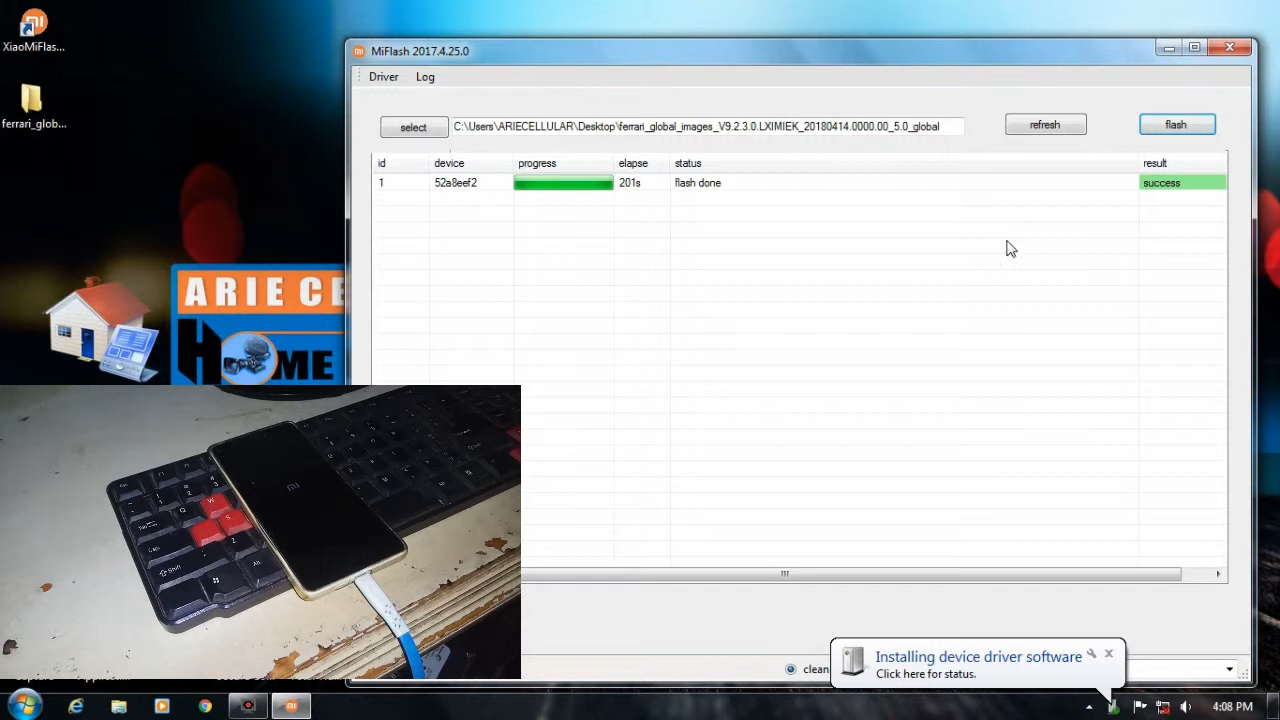 XiaoMiFlas...
ferrari_glob...
MiFlash 2017.4.25.0
Driver
Log
select
C:\Users\ARIECELLULAR\Desktop\ferrari_global_images_V9.2.3.0.LXIMIEK_20180414.0000.00_5.0_global
refresh
flash
id
device
progress
elapse
status
result
1
52a8eef2
201s
flash done
success
ARIE CE
HOME
Installing device driver software
Click here for status.
clean
4:08 PM